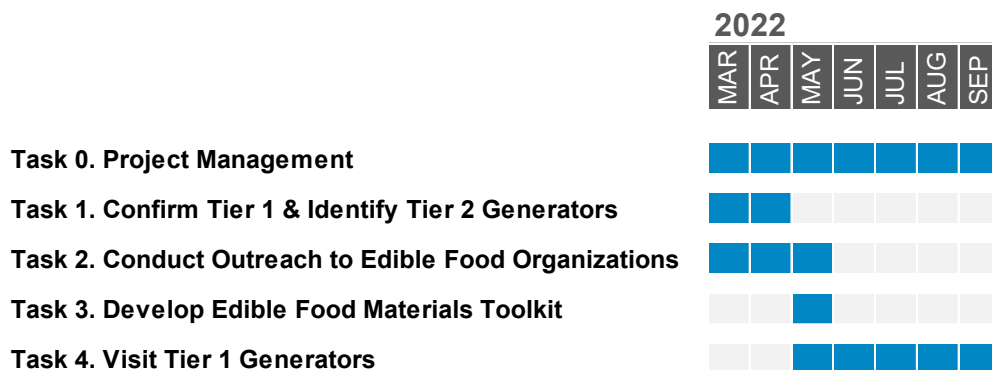 2022
MAR APR MAY JUN JUL AUG SEP
Task 0. Project Management
Task 1. Confirm Tier 1 & Identify Tier 2 Generators
Task 2. Conduct Outreach to Edible Food Organizations
Task 3. Develop Edible Food Materials Toolkit
Task 4. Visit Tier 1 Generators